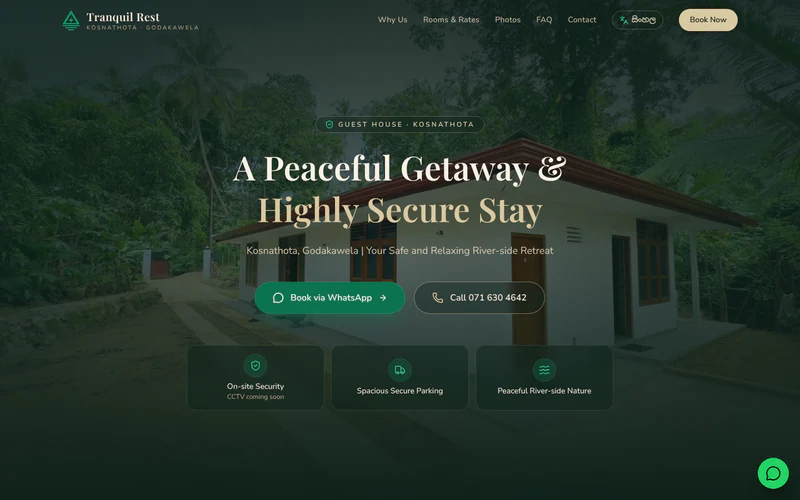 Tranquil Rest
KOSNATHOTA · GODAKAWELA
Why Us
Rooms & Rates
Photos
FAQ
Contact
සිංහල
Book Now
GUEST HOUSE · KOSNATHOTA
A Peaceful Getaway &
Highly Secure Stay
Kosnathota, Godakawela | Your Safe and Relaxing River-side Retreat
Book via WhatsApp →
Call 071 630 4642
On-site Security
CCTV coming soon
Spacious Secure Parking
Peaceful River-side Nature